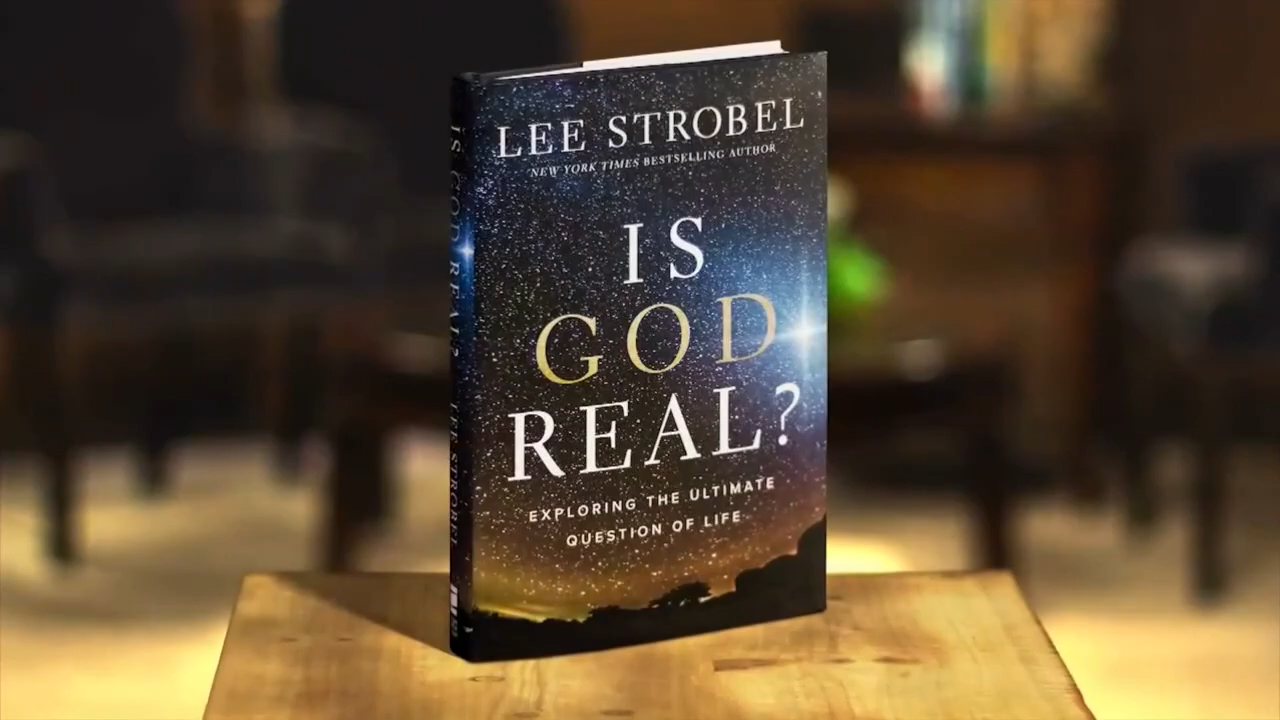 LEE STROBEL
NEW YORK TIMES BESTSELLING AUTHOR
IS
GOD
REAL?
EXPLORING THE ULTIMATE
QUESTION OF LIFE
IS GOD REAL? LEE STROBEL